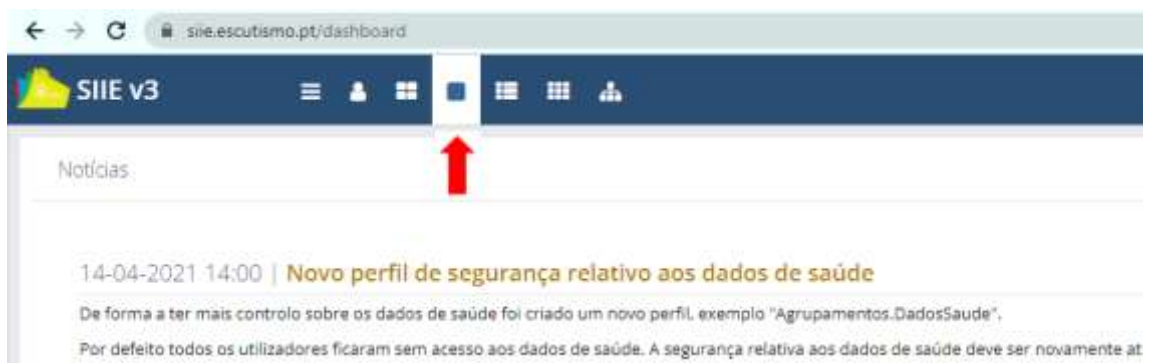 siie.escutismo.pt/dashboard
SIIE v3
Notícias
14-04-2021 14:00 | Novo perfil de segurança relativo aos dados de saúde
De forma a ter mais controlo sobre os dados de saúde foi criado um novo perfil, exemplo "Agrupamentos.DadosSaude".
Por defeito todos os utilizadores ficaram sem acesso aos dados de saúde. A segurança relativa aos dados de saúde deve ser novamente at